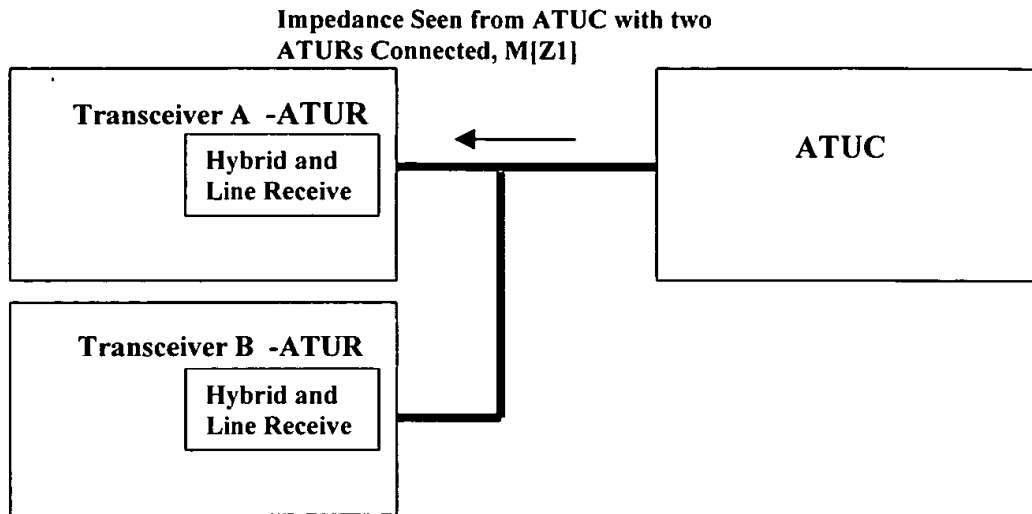 Impedance Seen from ATUC with two
ATURs Connected, M[Z1]
Transceiver A -ATUR
Hybrid and
Line Receive
ATUC
Transceiver B -ATUR
Hybrid and
Line Receive